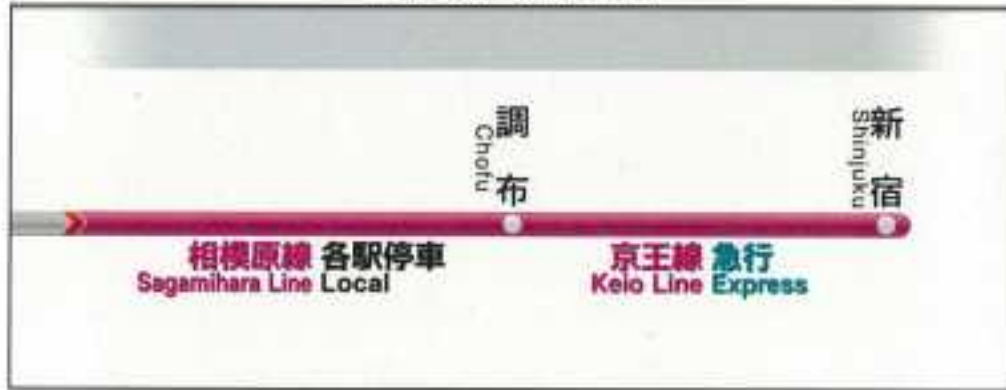 調布
Chofu
新宿
Shinjuku
相模原線 各駅停車
Sagamihara Line Local
京王線 急行
Keio Line Express